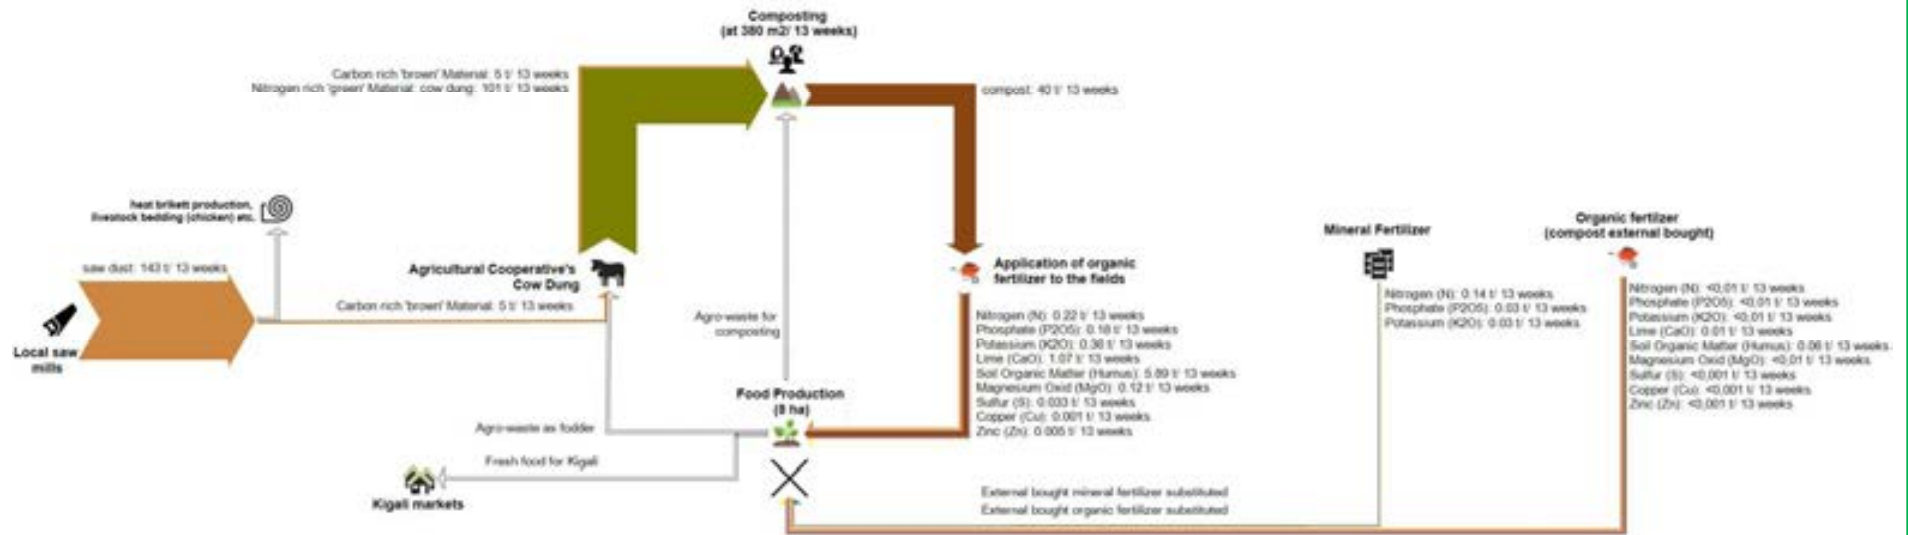 Composting
(at 380 m2/ 13 weeks)
Carbon rich 'brown' Material: 5 t/ 13 weeks
Nitrogen rich 'green' Material: cow dung: 101 t/ 13 weeks
compost: 40 t/ 13 weeks
heat brikett production,
livestock bedding (chicken) etc.
saw dust: 143 t/ 13 weeks
Local saw
mills
Agricultural Cooperative's
Cow Dung
Carbon rich 'brown' Material: 5 t/ 13 weeks
Agro-waste for
composting
Application of organic
fertilizer to the fields
Nitrogen (N): 0.22 t/ 13 weeks
Phosphate (P2O5): 0.18 t/ 13 weeks
Potassium (K2O): 0.36 t/ 13 weeks
Lime (CaO): 1.07 t/ 13 weeks
Soil Organic Matter (Humus): 5.89 t/ 13 weeks
Magnesium Oxid (MgO): 0.12 t/ 13 weeks
Sulfur (S): 0.033 t/ 13 weeks
Copper (Cu): 0.001 t/ 13 weeks
Zinc (Zn): 0.005 t/ 13 weeks
Food Production
(8 ha)
Agro-waste as fodder
Fresh food for Kigali
Kigali markets
Mineral Fertilizer
Nitrogen (N): 0.14 t/ 13 weeks
Phosphate (P2O5): 0.03 t/ 13 weeks
Potassium (K2O): 0.03 t/ 13 weeks
Organic fertilzer
(compost external bought)
Nitrogen (N): <0,01 t/ 13 weeks
Phosphate (P2O5): <0,01 t/ 13 weeks
Potassium (K2O): <0,01 t/ 13 weeks
Lime (CaO): 0.01 t/ 13 weeks
Soil Organic Matter (Humus): 0.06 t/ 13 weeks
Magnesium Oxid (MgO): <0,01 t/ 13 weeks
Sulfur (S): <0,001 t/ 13 weeks
Copper (Cu): <0,001 t/ 13 weeks
Zinc (Zn): <0,001 t/ 13 weeks
External bought mineral fertilizer substituted
External bought organic fertilizer substituted